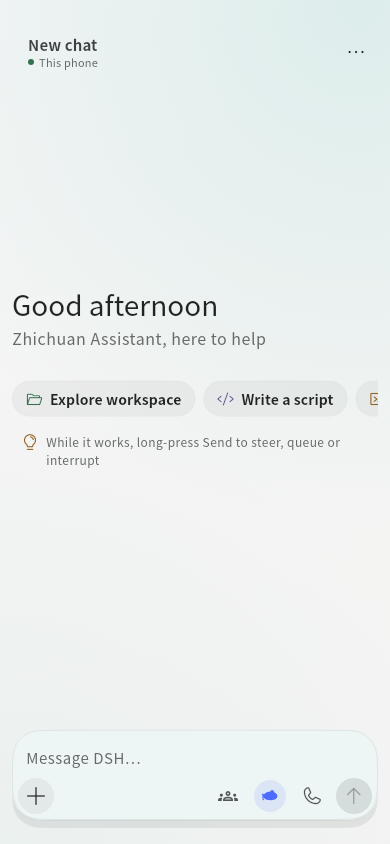 New chat
This phone
Good afternoon
Zhichuan Assistant, here to help
Explore workspace
Write a script
While it works, long-press Send to steer, queue or
interrupt
Message DSH...